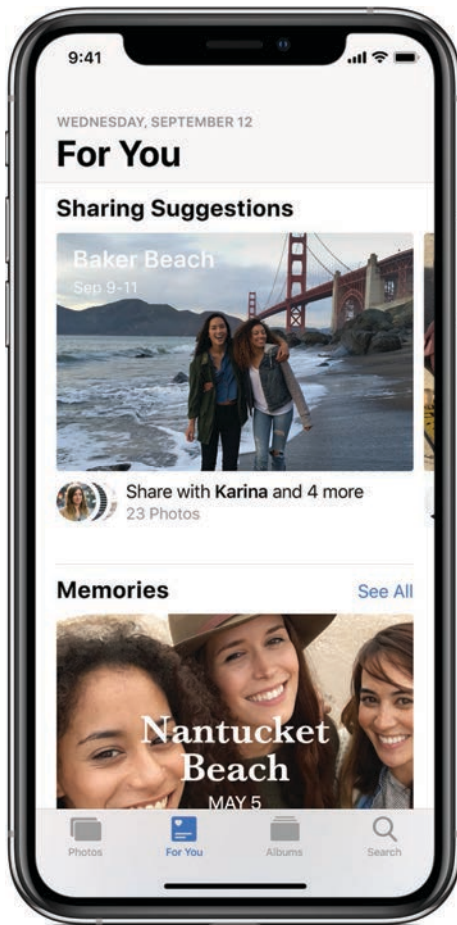 9:41
WEDNESDAY, SEPTEMBER 12
For You
Sharing Suggestions
Baker Beach
Sep 9-11
Share with Karina and 4 more
23 Photos
Memories
See All
Nantucket
Beach
MAY 5
Photos
For You
Albums
Search